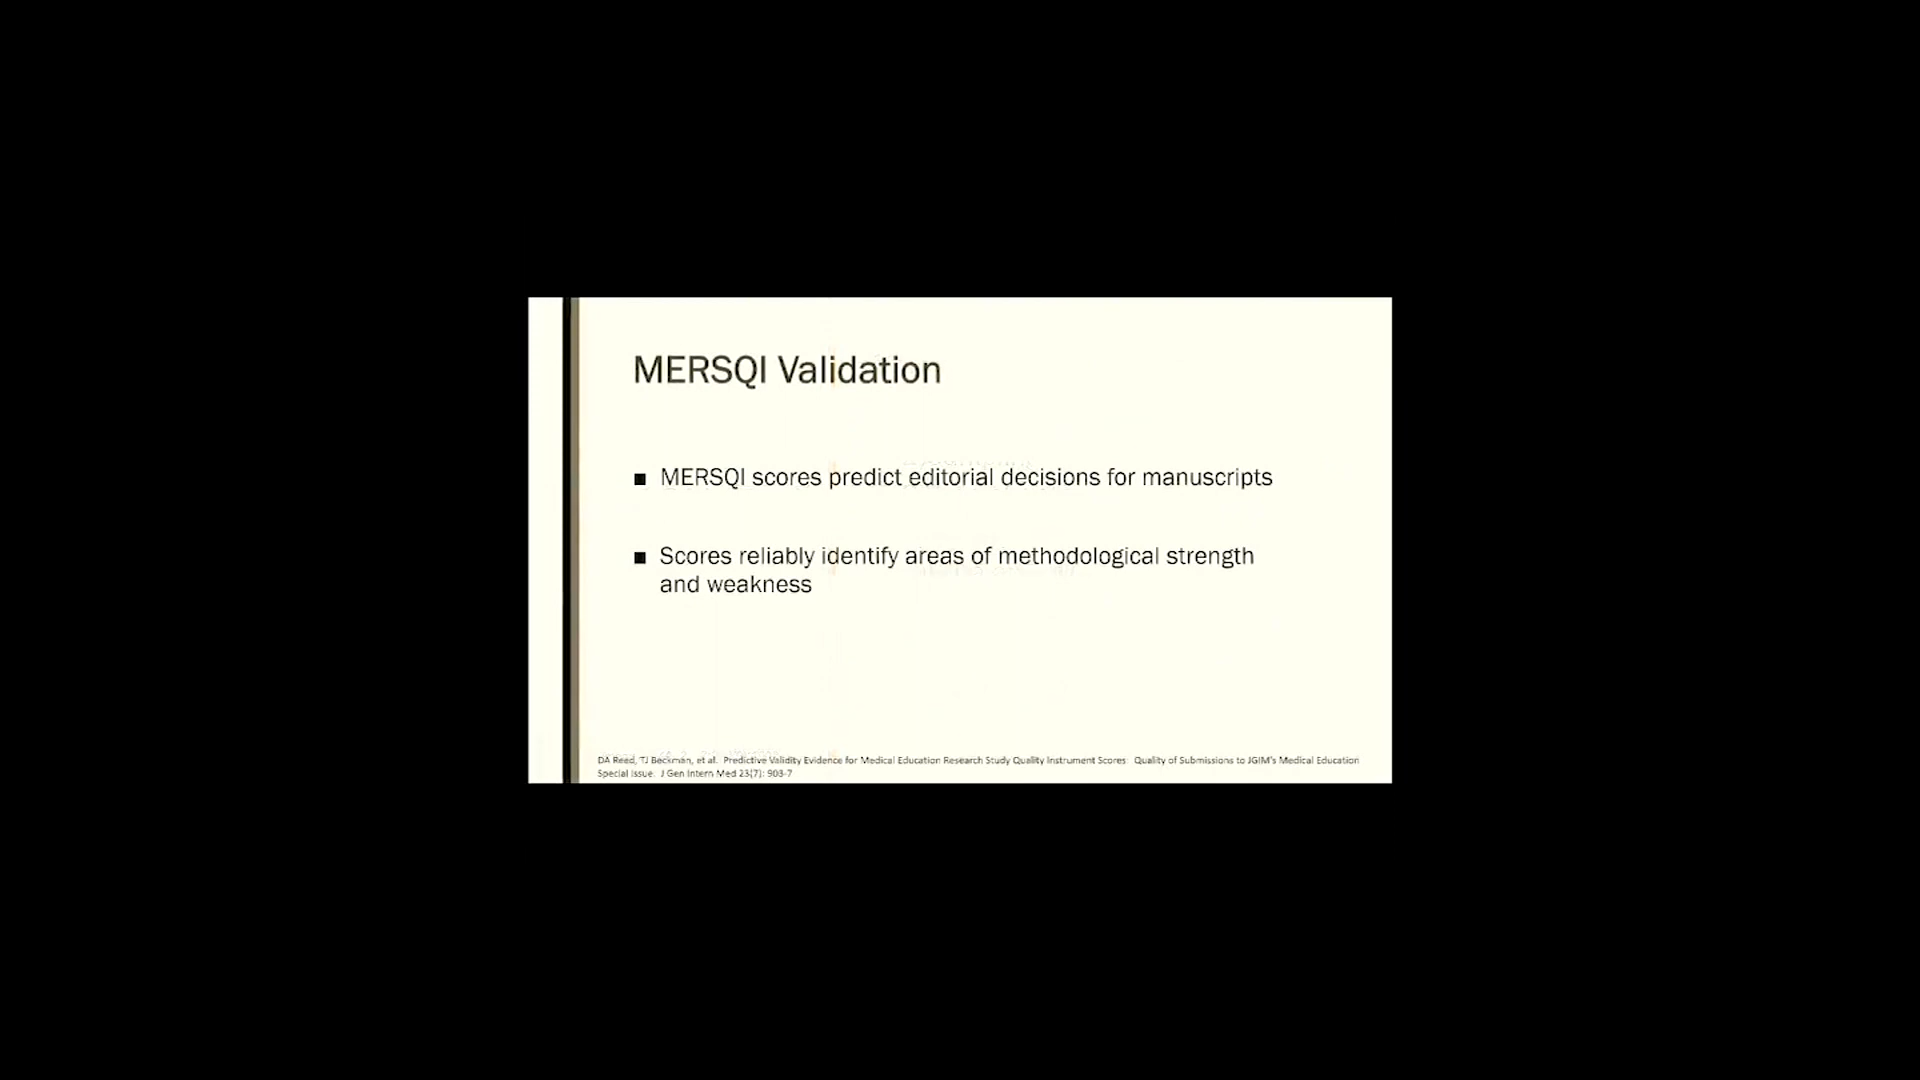 MERSQI Validation
■ MERSQI scores predict editorial decisions for manuscripts
■ Scores reliably identify areas of methodological strength
and weakness
DA Reed, TJ Beckman, et al. Predictive Validity Evidence for Medical Education Research Study Quality Instrument Scores: Quality of Submissions to JGIM's Medical Education
Special Issue. J Gen Intern Med 23(7): 903-7